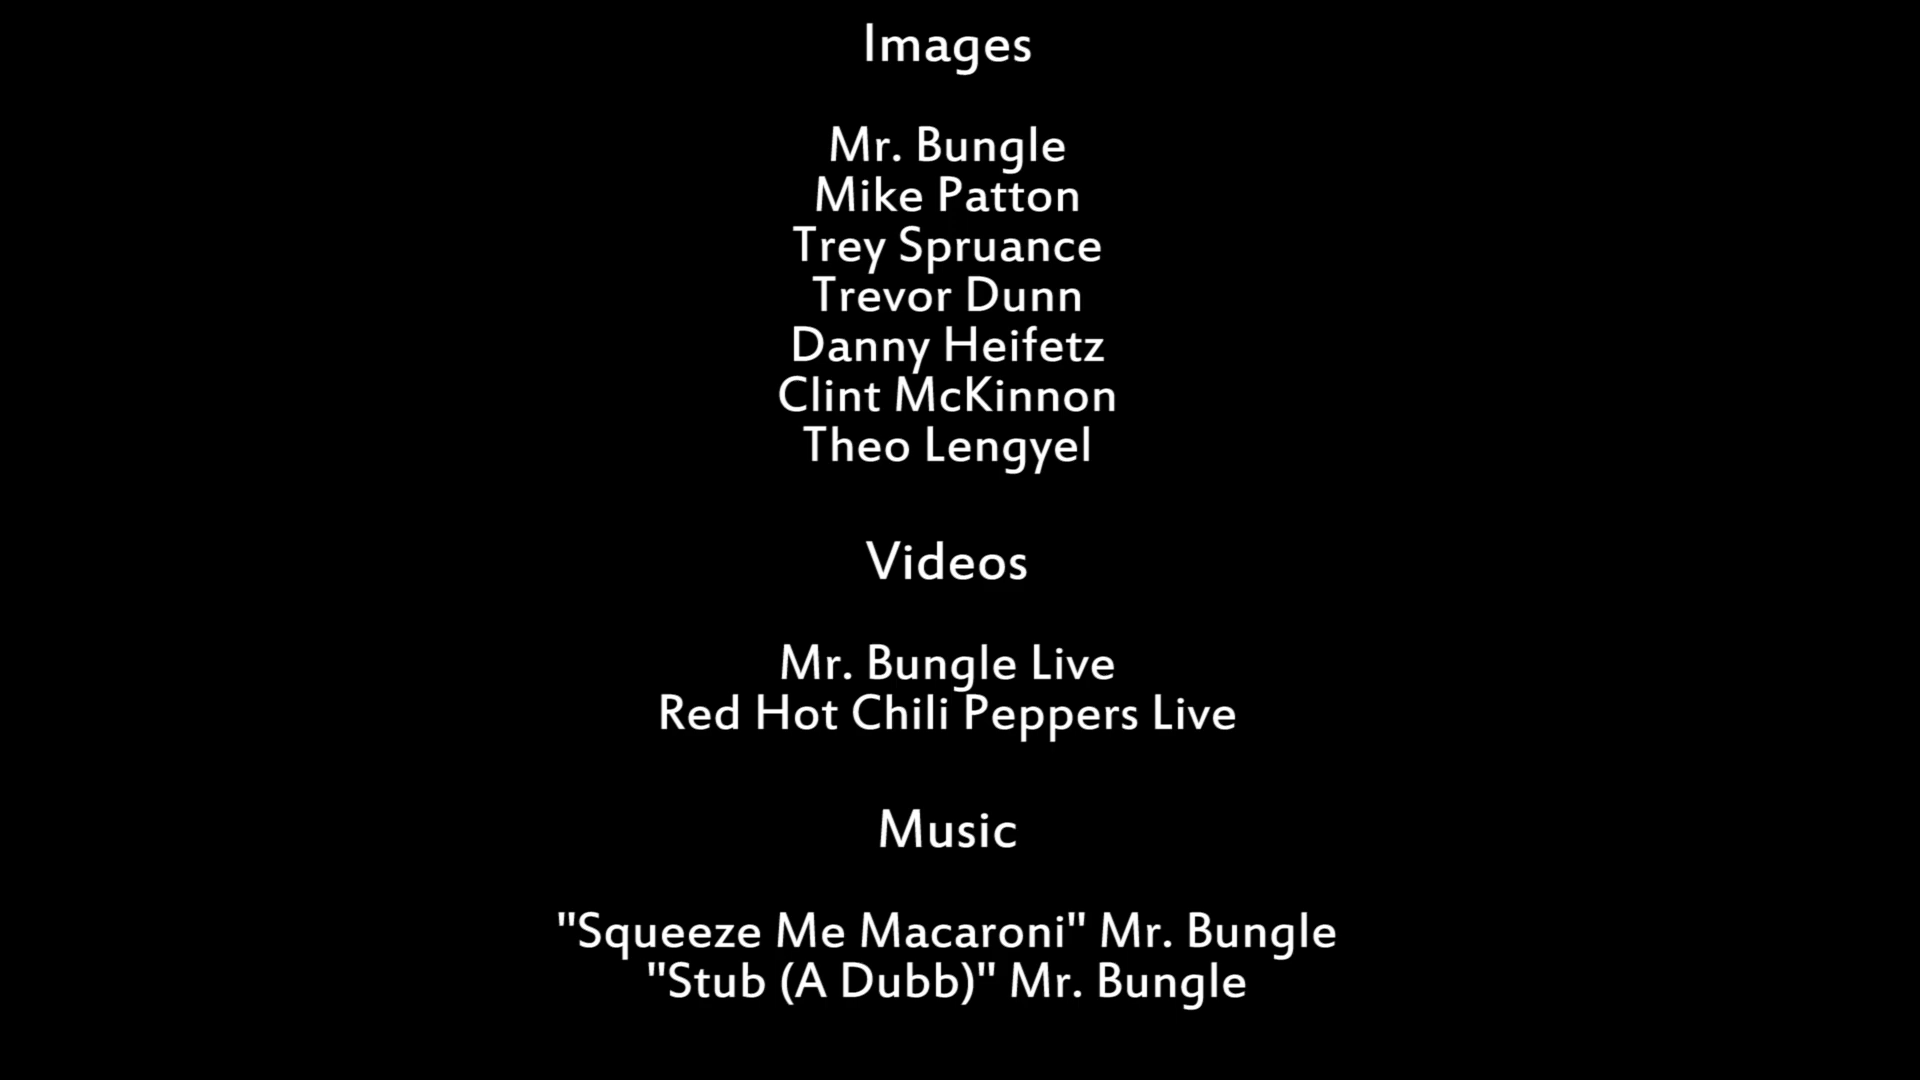 Images
Mr. Bungle
Mike Patton
Trey Spruance
Trevor Dunn
Danny Heifetz
Clint McKinnon
Theo Lengyel
Videos
Mr. Bungle Live
Red Hot Chili Peppers Live
Music
"Squeeze Me Macaroni" Mr. Bungle
"Stub (A Dubb)" Mr. Bungle